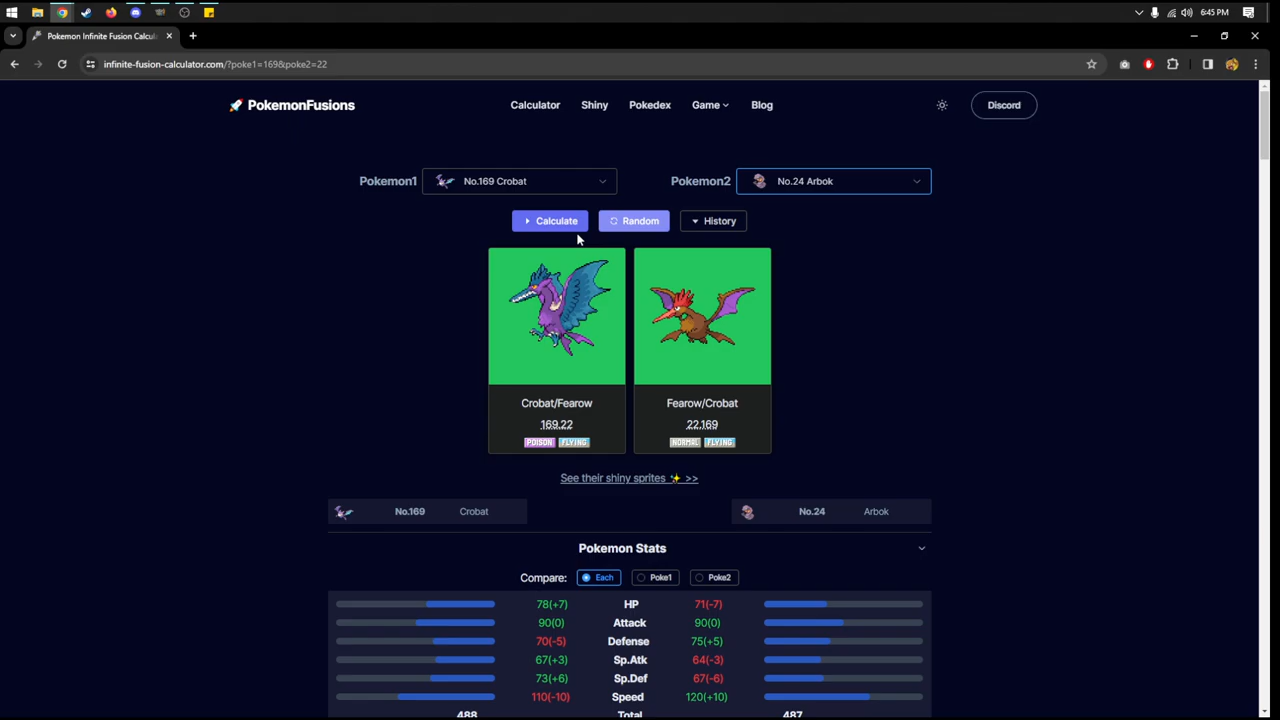 6:45 PM
Pokemon Infinite Fusion Calcul
infinite-fusion-calculator.com/?poke1=169&poke2=22
PokemonFusions
Calculator
Shiny
Pokedex
Game
Blog
Discord
Pokemon1
No.169 Crobat
Pokemon2
No.24 Arbok
Calculate
Random
History
Crobat/Fearow
Fearow/Crobat
169.22
22.169
POISON
FLYING
NORMAL
FLYING
See their shiny sprites ✨ >>
No.169
Crobat
No.24
Arbok
Pokemon Stats
Compare:
Each
Poke1
Poke2
78(+7)
HP
71(-7)
90(0)
Attack
90(0)
70(-5)
Defense
75(+5)
67(+3)
Sp.Atk
64(-3)
73(+6)
Sp.Def
67(-6)
110(-10)
Speed
120(+10)
488
Total
487